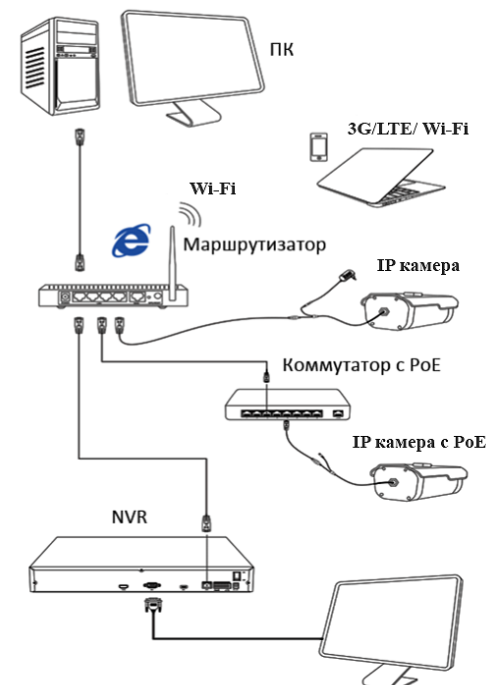 ПК
3G/LTE/ Wi-Fi
Wi-Fi
Маршрутизатор
IP камера
Коммутатор с PoE
IP камера с PoE
NVR